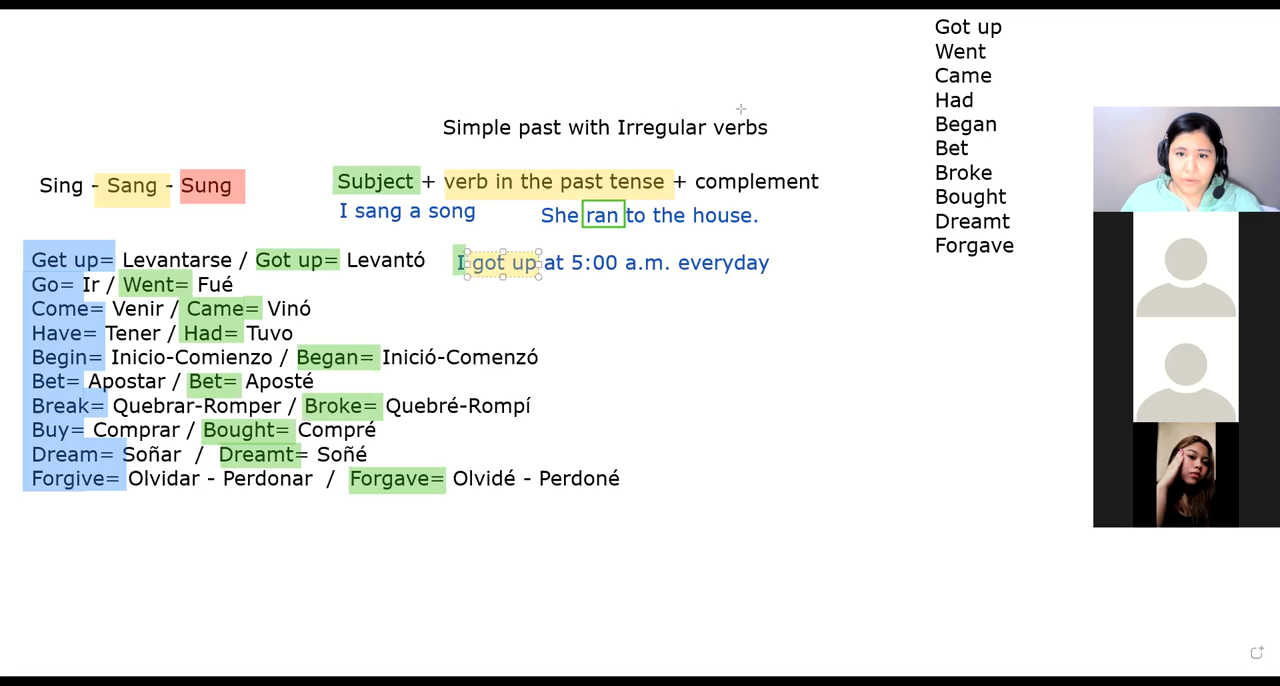 Got up
Went
Came
Had
Began
Bet
Broke
Bought
Dreamt
Forgave
Simple past with Irregular verbs
Sing - Sang - Sung
Subject + verb in the past tense + complement
I sang a song
She ran to the house.
Get up= Levantarse / Got up= Levantó
I got up at 5:00 a.m. everyday
Go= Ir / Went= Fué
Come= Venir / Came= Vinó
Have= Tener / Had= Tuvo
Begin= Inicio-Comienzo / Began= Inició-Comenzó
Bet= Apostar / Bet= Aposté
Break= Quebrar-Romper / Broke= Quebré-Rompí
Buy= Comprar / Bought= Compré
Dream= Soñar / Dreamt= Soñé
Forgive= Olvidar - Perdonar / Forgave= Olvidé - Perdoné